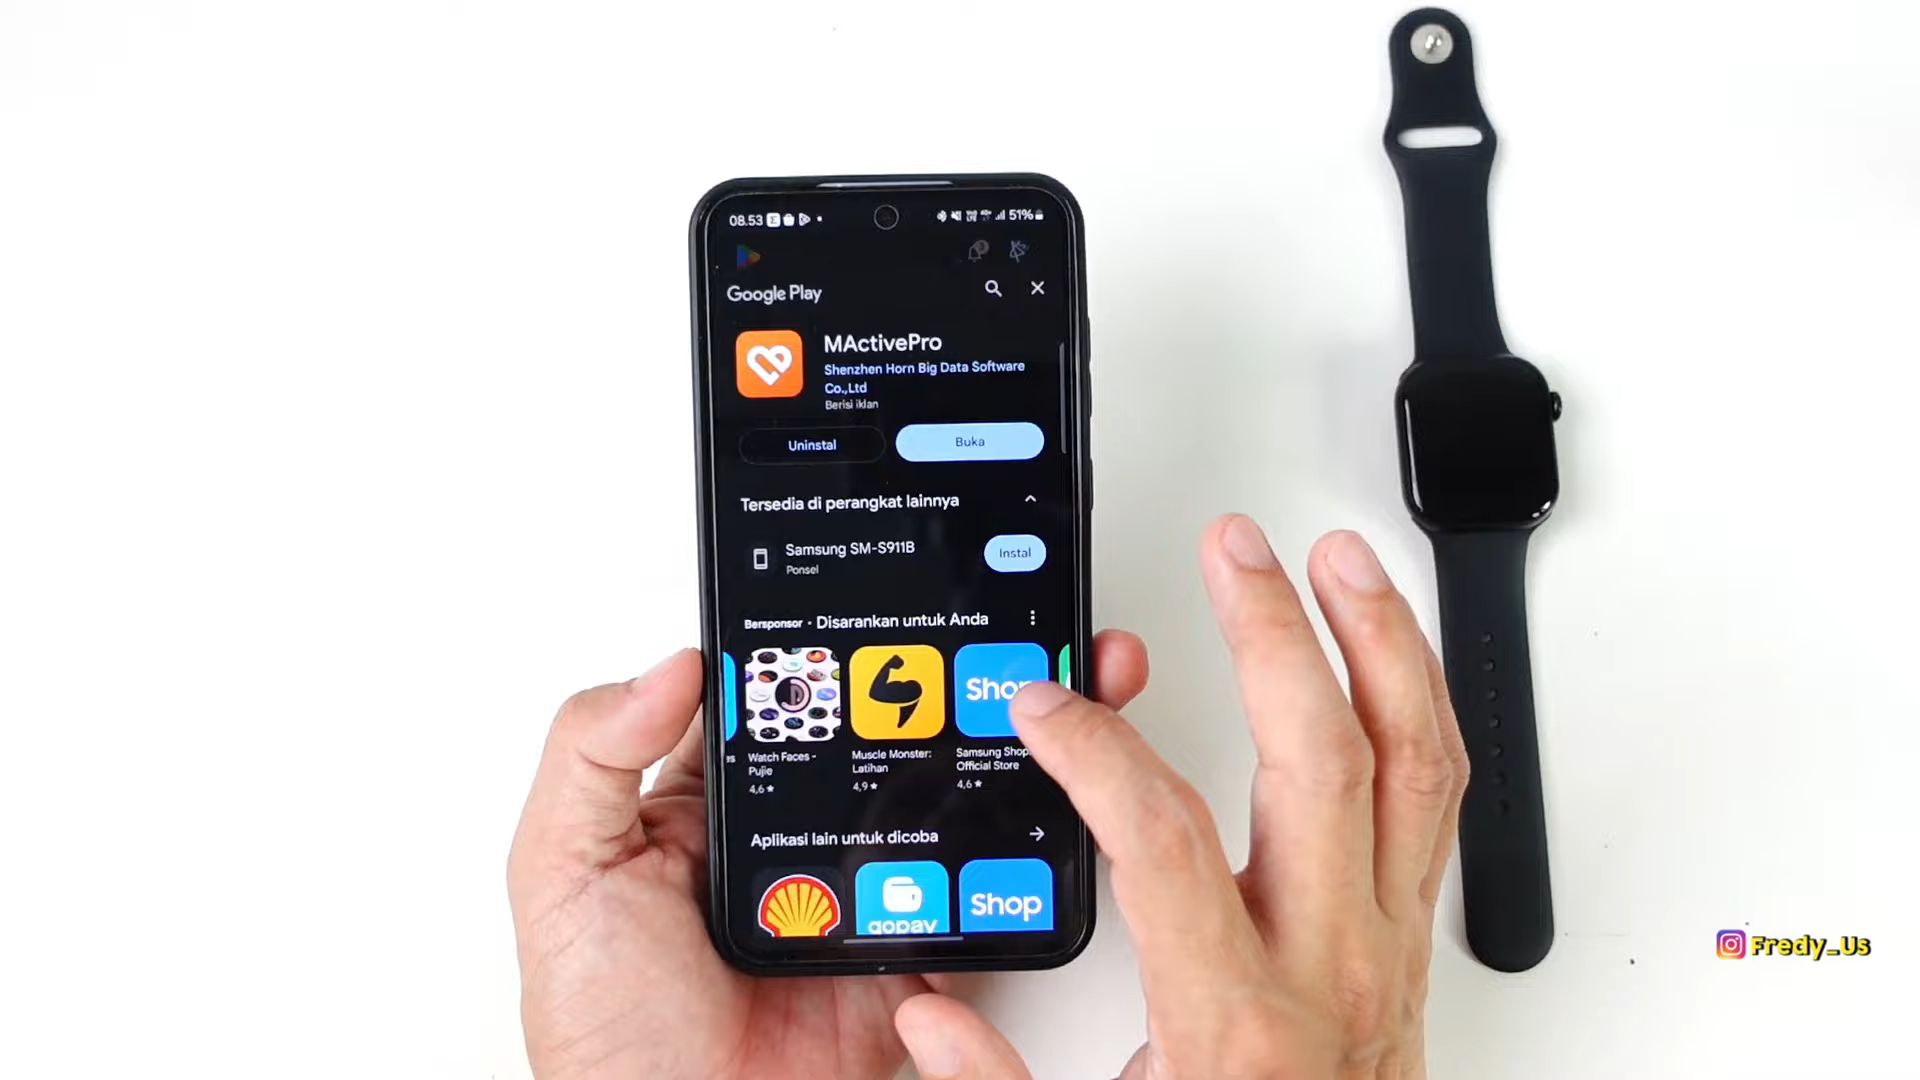 08.53
51%
Google Play
MActivePro
Shenzhen Horn Big Data Software
Co.,Ltd
Berisi iklan
Uninstal
Buka
Tersedia di perangkat lainnya
Samsung SM-S911B
Ponsel
Instal
Bersponsor • Disarankan untuk Anda
Shop
Watch Faces -
Pujie
4,6★
Muscle Monster:
Latihan
4,9★
Samsung Shop:
Official Store
4,6★
Aplikasi lain untuk dicoba
gopay
Shop
Fredy_Us